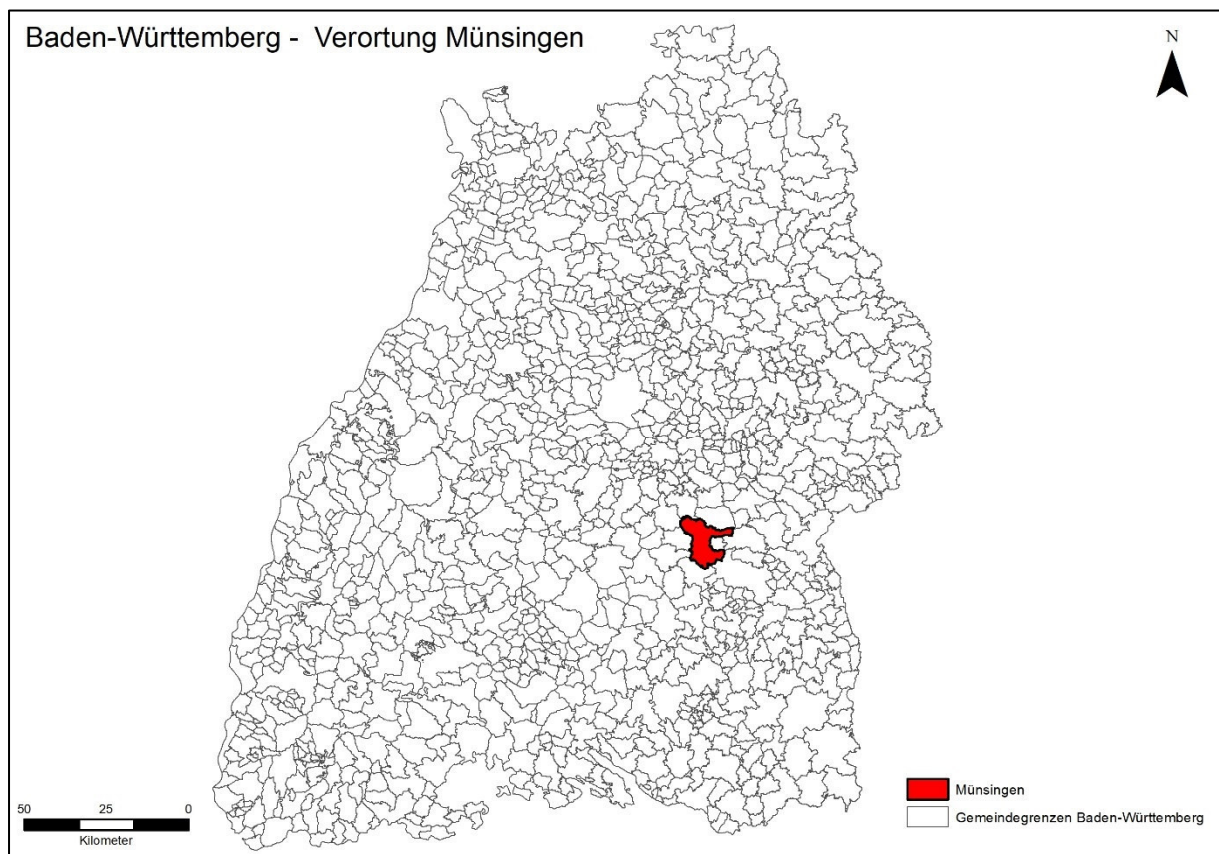 Baden-Württemberg - Verortung Münsingen
N
50 25 0
Kilometer
Münsingen
Gemeindegrenzen Baden-Württemberg